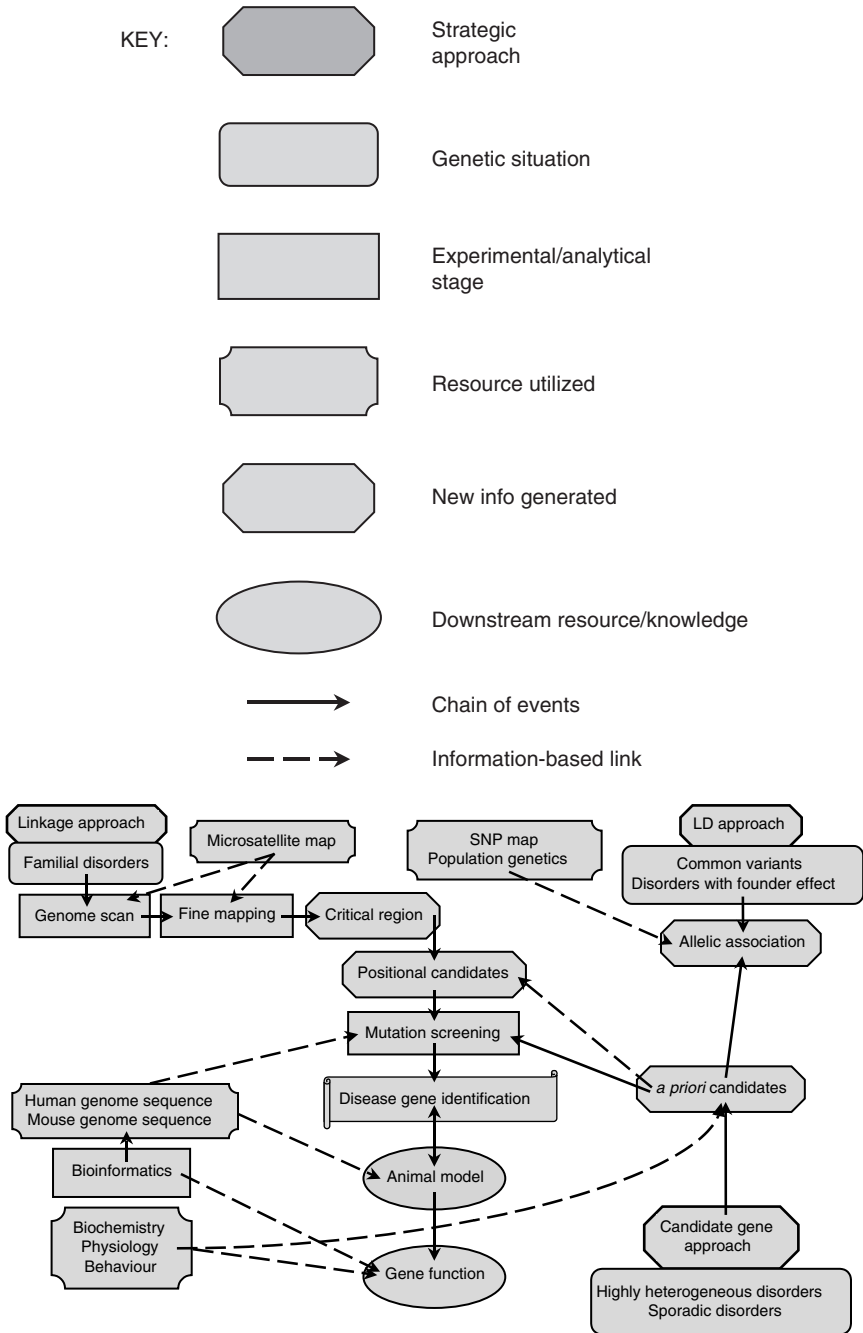 KEY:
Strategic
approach
Genetic situation
Experimental/analytical
stage
Resource utilized
New info generated
Downstream resource/knowledge
Chain of events
Information-based link
Linkage approach
Familial disorders
Genome scan
Microsatellite map
Fine mapping
Critical region
SNP map
Population genetics
LD approach
Common variants
Disorders with founder effect
Allelic association
Positional candidates
Mutation screening
Disease gene identification
a priori candidates
Human genome sequence
Mouse genome sequence
Bioinformatics
Animal model
Biochemistry
Physiology
Behaviour
Gene function
Candidate gene
approach
Highly heterogeneous disorders
Sporadic disorders